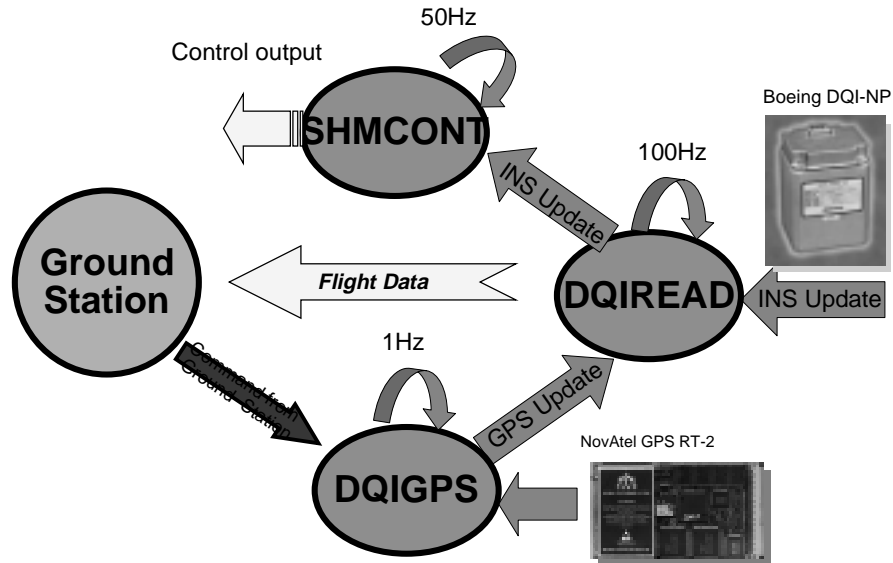 50Hz
Control output
SHMCONT
Boeing DQI-NP
100Hz
INS Update
Ground
Station
Flight Data
DQIREAD
INS Update
1Hz
Command from
Ground Station
GPS Update
NovAtel GPS RT-2
DQIGPS